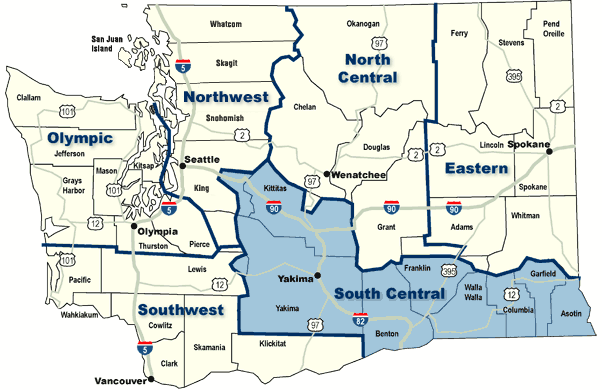 Whatcom
Okanogan
Ferry
Pend
Oreille
San Juan
Island
Stevens
97
5
Skagit
North
Central
395
Clallam
Northwest
Chelan
2
101
Snohomish
Olympic
Jefferson
2
Douglas
2
2
Lincoln
Spokane
Mason
Kitsap
Seattle
Eastern
Grays
Harbor
101
King
97
Wenatchee
Kittitas
Spokane
5
90
90
90
12
Olympia
Grant
Adams
Whitman
Thurston
Pierce
101
Lewis
Franklin
395
Garfield
Pacific
12
Yakima
South Central
Walla
Walla
12
Columbia
Asotin
Wahkiakum
Southwest
Yakima
82
Cowlitz
97
Benton
5
Skamania
Klickitat
Clark
Vancouver